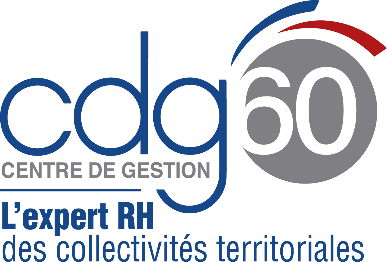 cdg60
CENTRE DE GESTION
L'expert RH
des collectivités territoriales